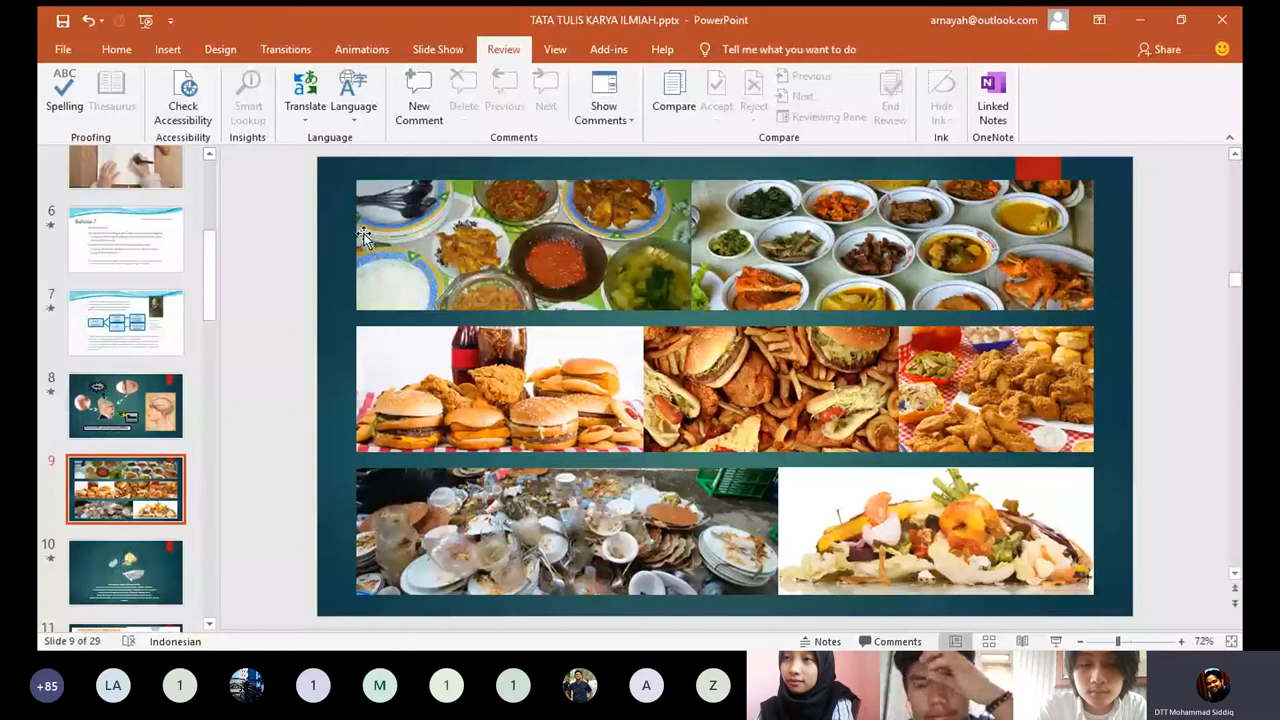 TATA TULIS KARYA ILMIAH.pptx - PowerPoint
arnayah@outlook.com
File Home Insert Design Transitions Animations Slide Show Review View Add-ins Help Tell me what you want to do Share
ABC
Spelling
Thesaurus
Proofing
Check Accessibility
Accessibility
Smart Lookup
Insights
Translate
Language
Language
New Comment
Delete
Previous
Next
Show Comments
Comments
Compare
Accept
Reject
Previous
Next
Reviewing Pane
End Review
Compare
Hide Ink
Ink
Linked Notes
OneNote
6
7
8
9
10
11
Slide 9 of 29
Indonesian
Notes
Comments
72%
+85
LA
1
1
M
1
1
A
Z
DTT Mohammad Siddiq